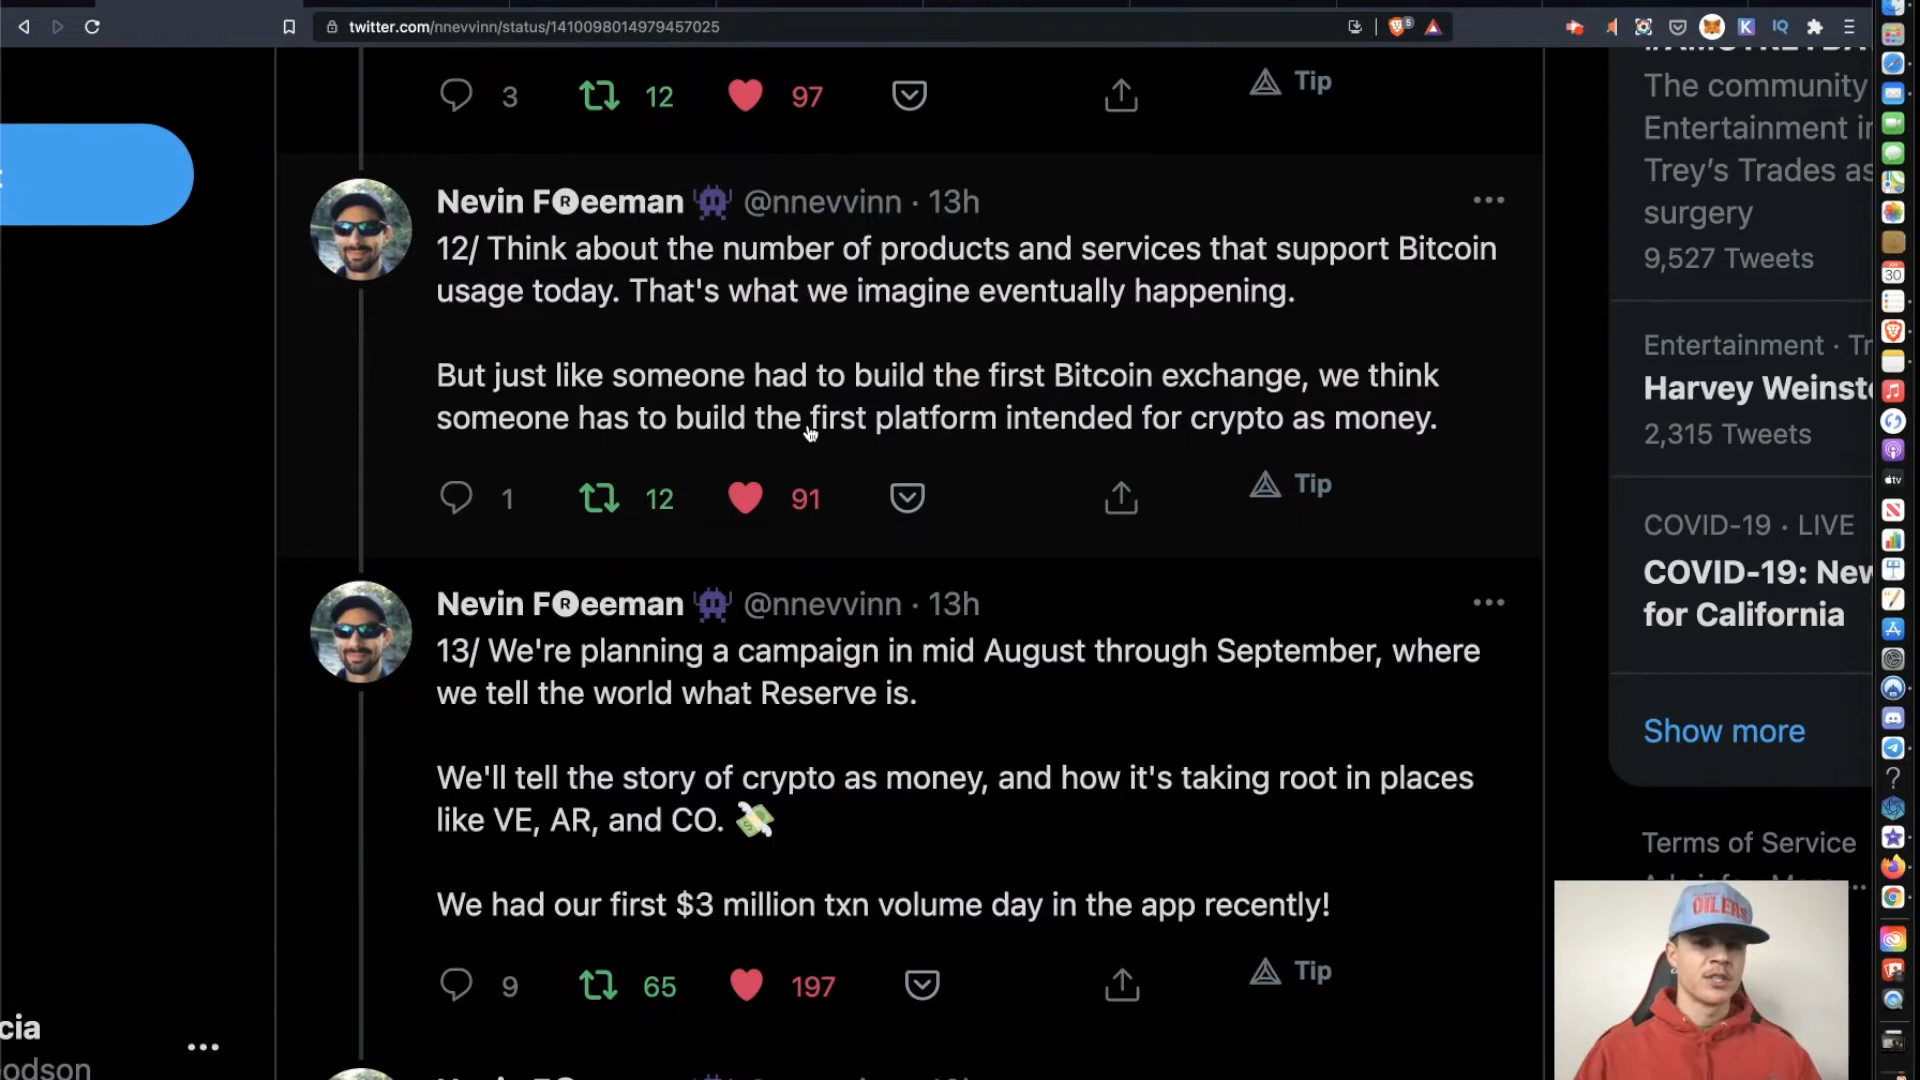 twitter.com/nnevvinn/status/1410098014979457025
5
K
IQ
3
12
97
Tip
Nevin F®eeman @nnevvinn · 13h
12/ Think about the number of products and services that support Bitcoin
usage today. That's what we imagine eventually happening.
But just like someone had to build the first Bitcoin exchange, we think
someone has to build the first platform intended for crypto as money.
1
12
91
Tip
Nevin F®eeman @nnevvinn · 13h
13/ We're planning a campaign in mid August through September, where
we tell the world what Reserve is.
We'll tell the story of crypto as money, and how it's taking root in places
like VE, AR, and CO.
We had our first $3 million txn volume day in the app recently!
9
65
197
Tip
The community
Entertainment in
Trey's Trades as
surgery
9,527 Tweets
Entertainment · Tr
Harvey Weinste
2,315 Tweets
COVID-19 · LIVE
COVID-19: New
for California
Show more
Terms of Service
cia
odson
OILERS
30
tv